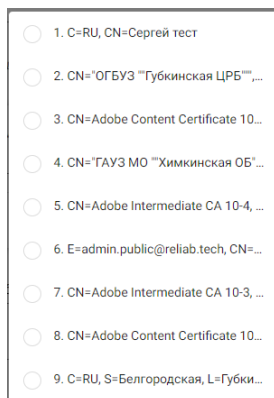 1. C=RU, CN=Сергей тест
2. CN="ОГБУЗ ""Губкинская ЦРБ""",...
3. CN=Adobe Content Certificate 10...
4. CN="ГАУЗ МО ""Химкинская ОБ"...
5. CN=Adobe Intermediate CA 10-4, ...
6. E=admin.public@reliab.tech, CN=...
7. CN=Adobe Intermediate CA 10-3, ...
8. CN=Adobe Content Certificate 10...
9. C=RU, S=Белгородская, L=Губки...